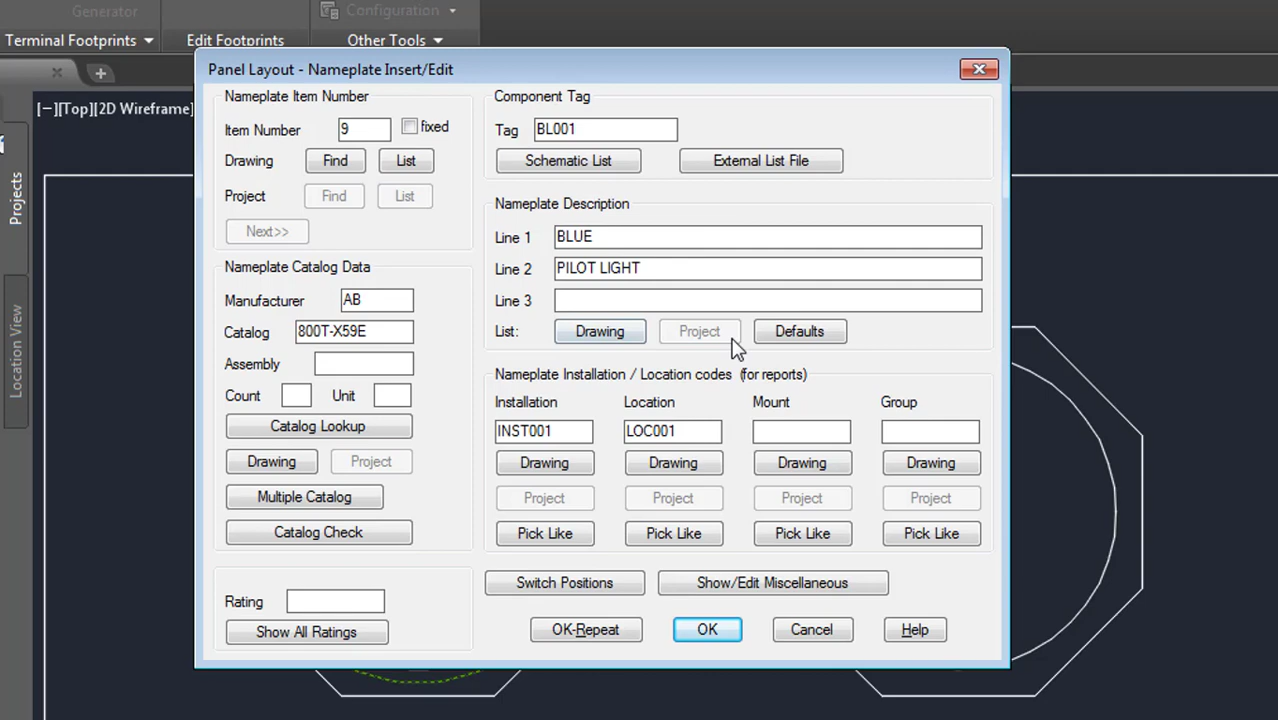 Generator
Configuration
Terminal Footprints
Edit Footprints
Other Tools
[−][Top][2D Wireframe]
Projects
Location View
Panel Layout - Nameplate Insert/Edit
Nameplate Item Number
Item Number 9 fixed
Drawing Find List
Project Find List
Next>>
Nameplate Catalog Data
Manufacturer AB
Catalog 800T-X59E
Assembly
Count Unit
Catalog Lookup
Drawing Project
Multiple Catalog
Catalog Check
Rating
Show All Ratings
Component Tag
Tag BL001
Schematic List External List File
Nameplate Description
Line 1 BLUE
Line 2 PILOT LIGHT
Line 3
List: Drawing Project Defaults
Nameplate Installation / Location codes (for reports)
Installation Location Mount Group
INST001 LOC001
Drawing Drawing Drawing Drawing
Project Project Project Project
Pick Like Pick Like Pick Like Pick Like
Switch Positions Show/Edit Miscellaneous
OK-Repeat OK Cancel Help